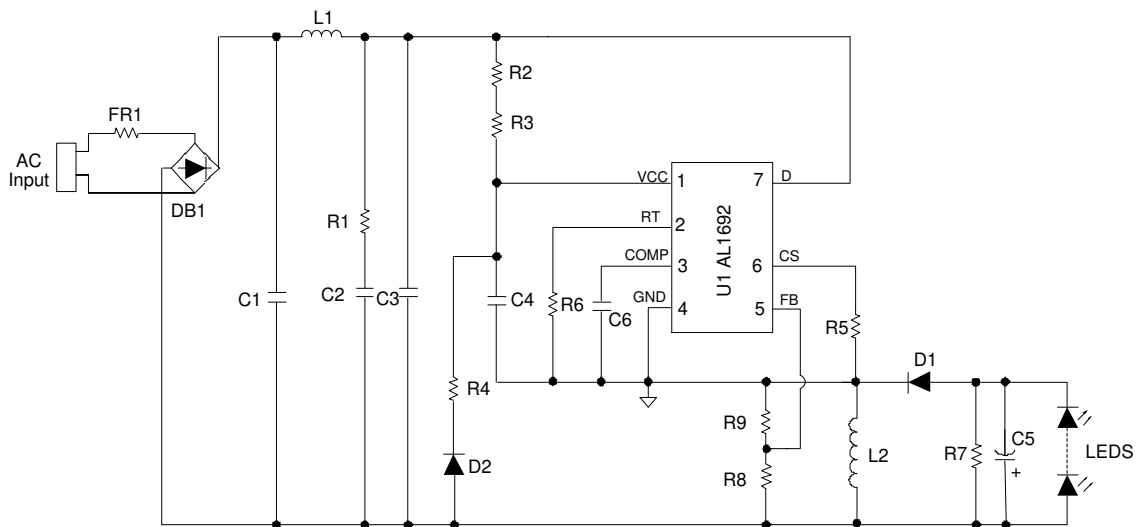 L1
R2
FR1
R3
AC
Input
VCC
1
7
D
DB1
R1
RT
2
U1 AL1692
COMP
3
6
CS
C1
C2
C3
C4
R6
GND
C6
4
5
FB
R5
D1
R4
R9
D2
R8
L2
R7
C5
+
LEDS